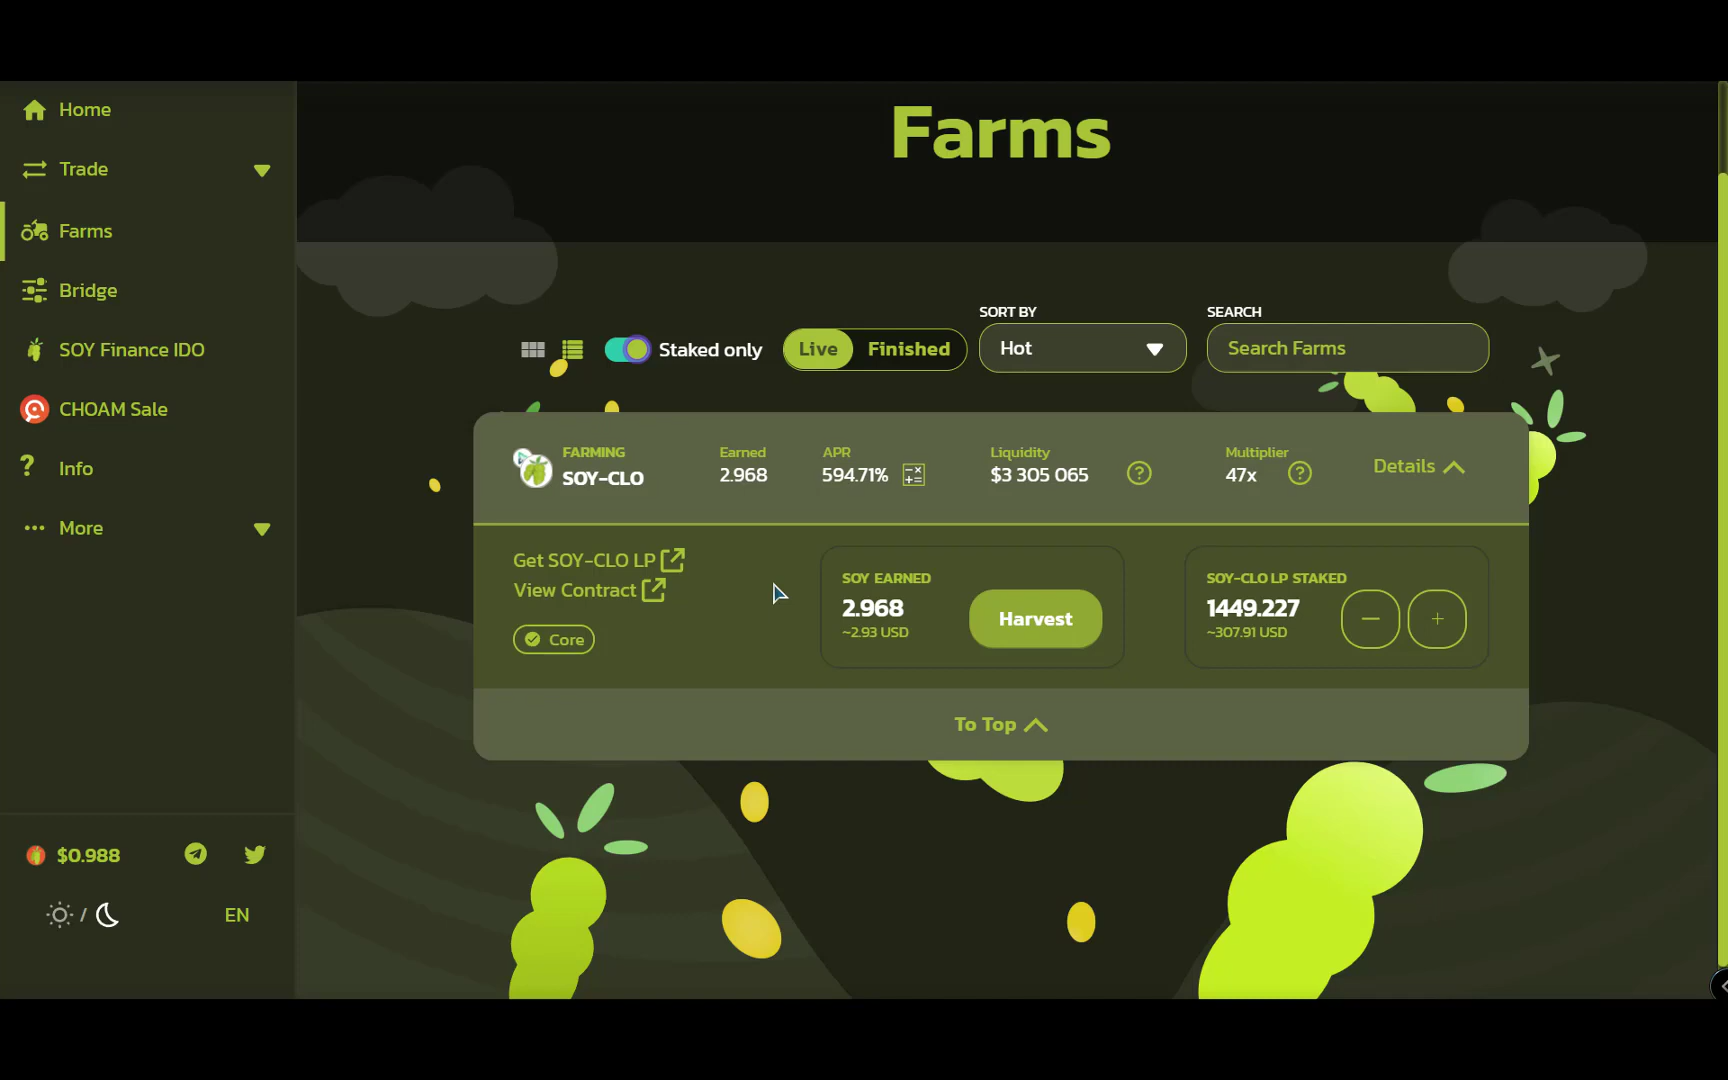 Home
Trade
Farms
Bridge
SOY Finance IDO
CHOAM Sale
Info
More
$0.988
/
EN
Farms
Staked only
Live
Finished
SORT BY
Hot
SEARCH
Search Farms
FARMING
SOY-CLO
Earned
2.968
APR
594.71%
Liquidity
$3 305 065
Multiplier
47x
Details
Get SOY-CLO LP
View Contract
Core
SOY EARNED
2.968
~2.93 USD
Harvest
SOY-CLO LP STAKED
1449.227
~307.91 USD
To Top